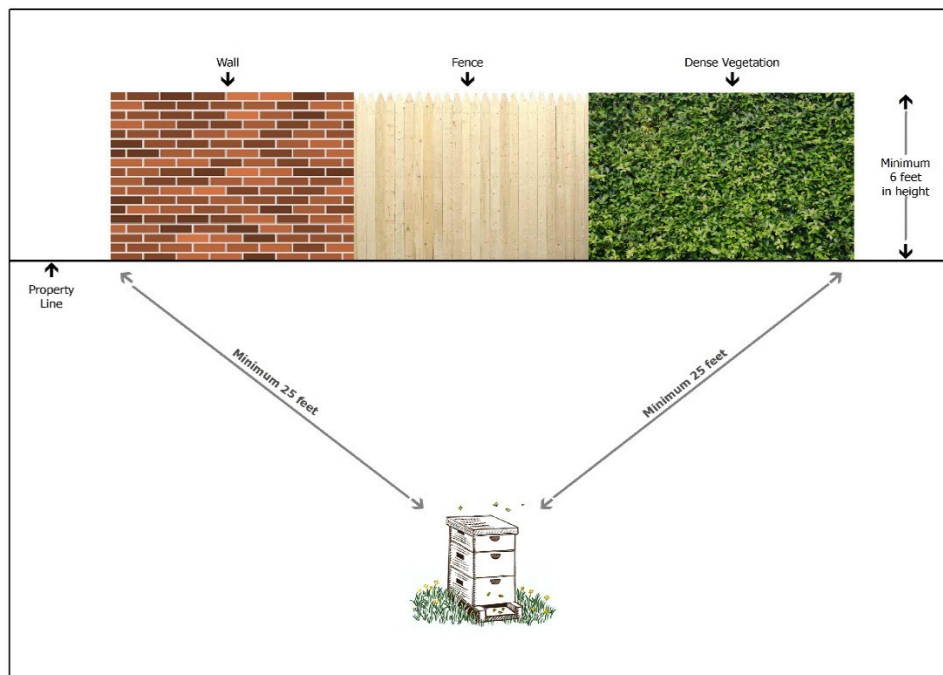 Wall
Fence
Dense Vegetation
Minimum
6 feet
in height
Property
Line
Minimum 25 feet
Minimum 25 feet